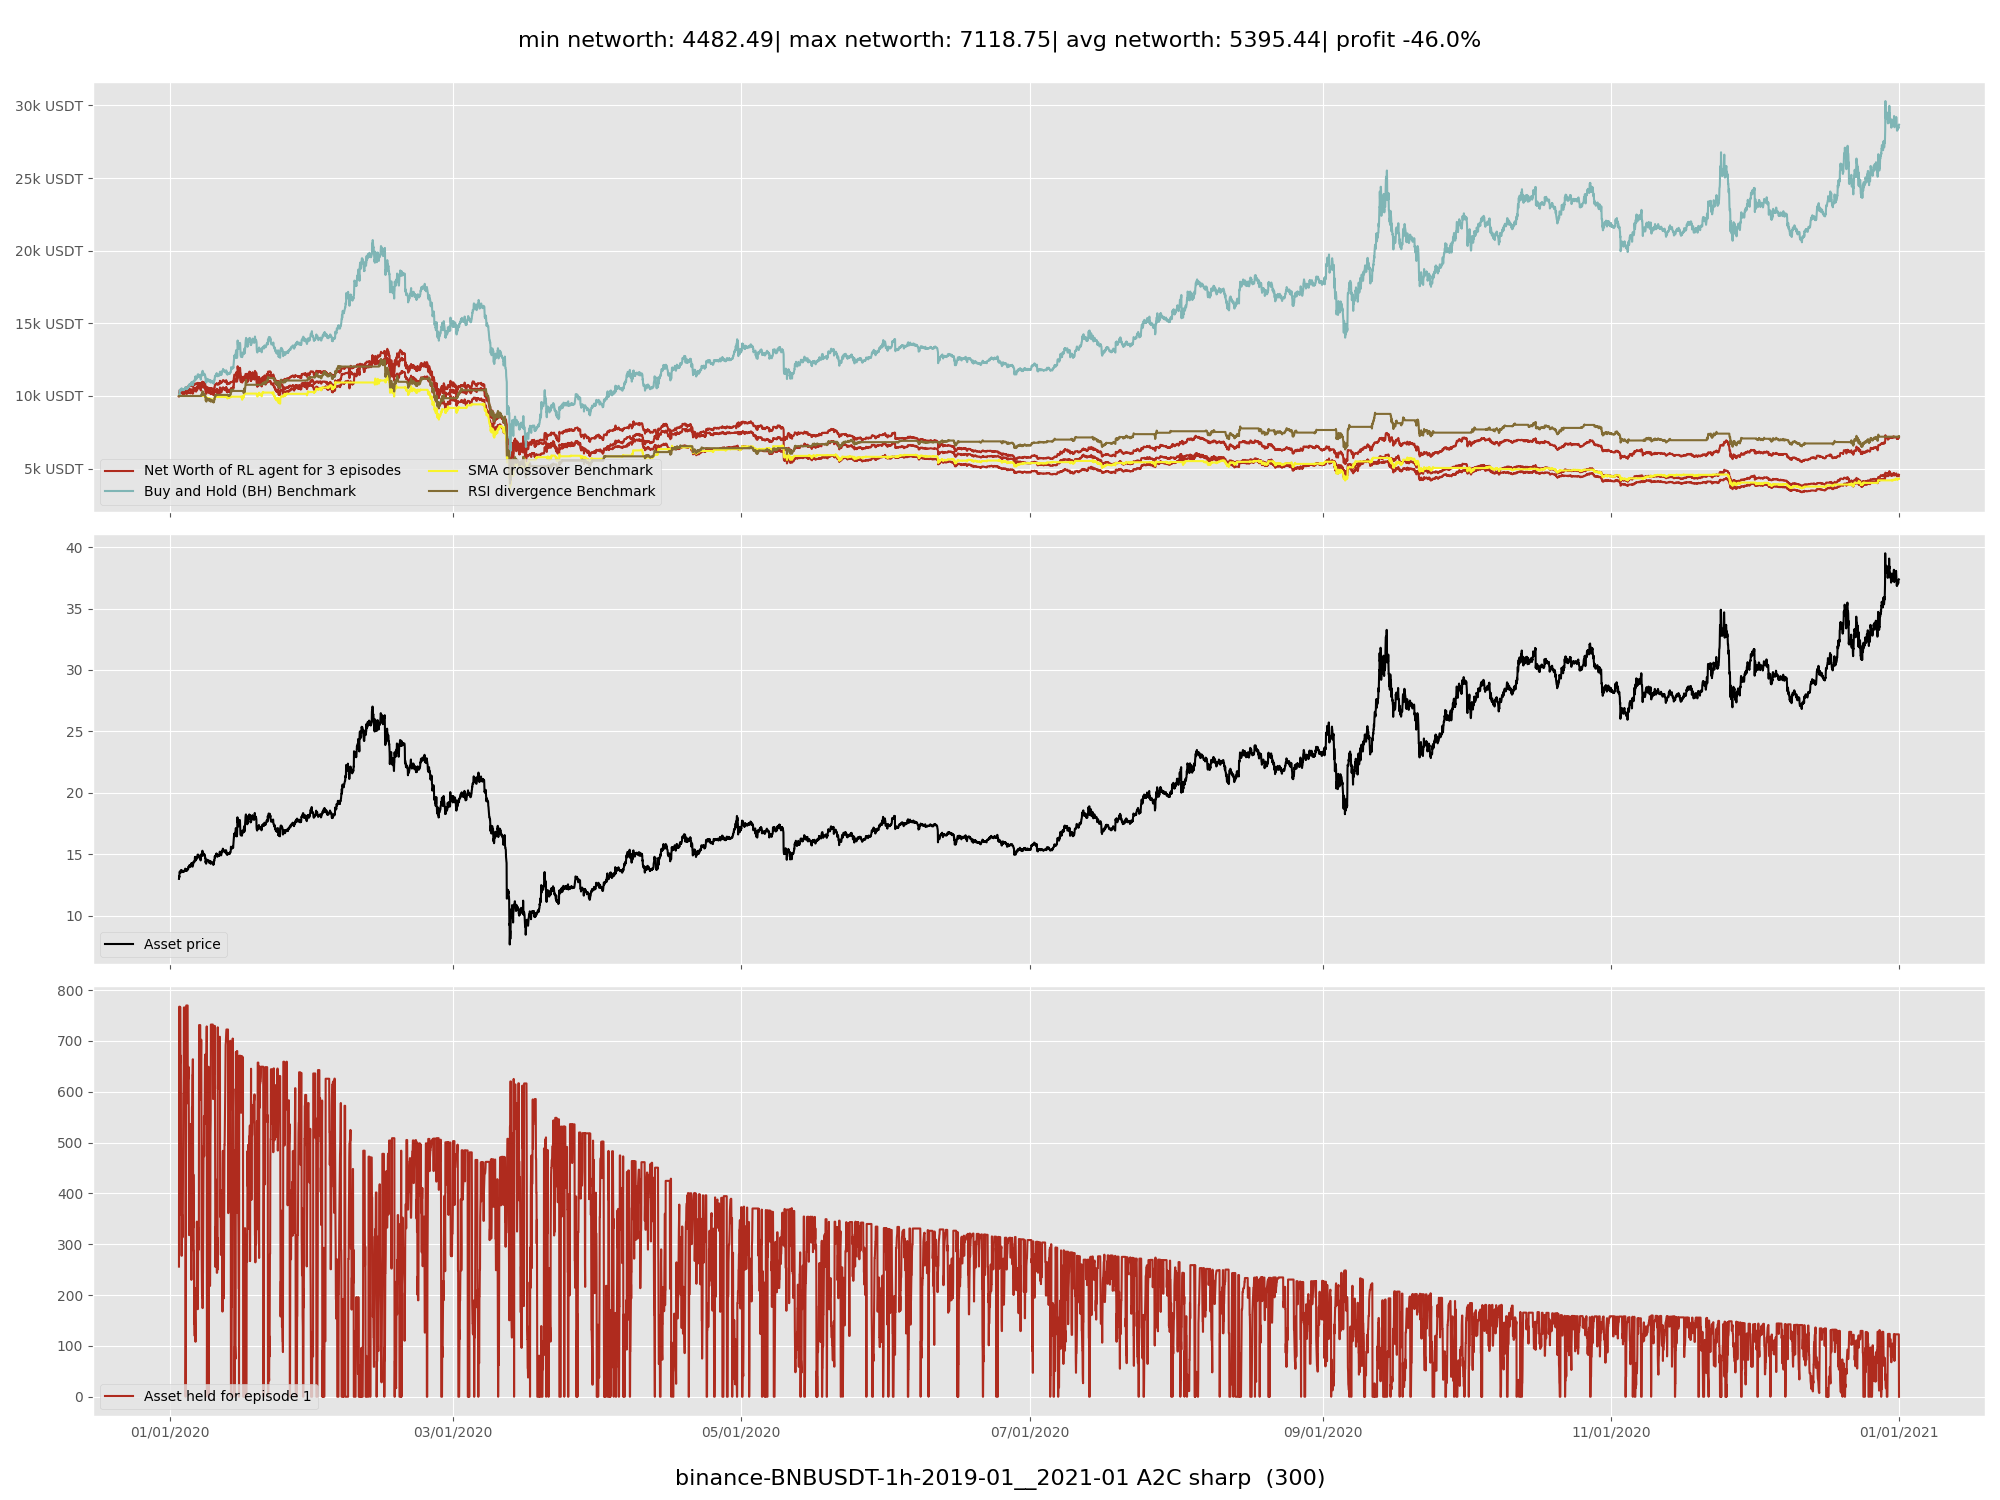 min networth: 4482.49| max networth: 7118.75| avg networth: 5395.44| profit -46.0%
30k USDT
25k USDT
20k USDT
15k USDT
10k USDT
5k USDT
Net Worth of RL agent for 3 episodes
Buy and Hold (BH) Benchmark
SMA crossover Benchmark
RSI divergence Benchmark
40
35
30
25
20
15
10
Asset price
800
700
600
500
400
300
200
100
0
Asset held for episode 1
01/01/2020
03/01/2020
05/01/2020
07/01/2020
09/01/2020
11/01/2020
01/01/2021
binance-BNBUSDT-1h-2019-01__2021-01 A2C sharp (300)